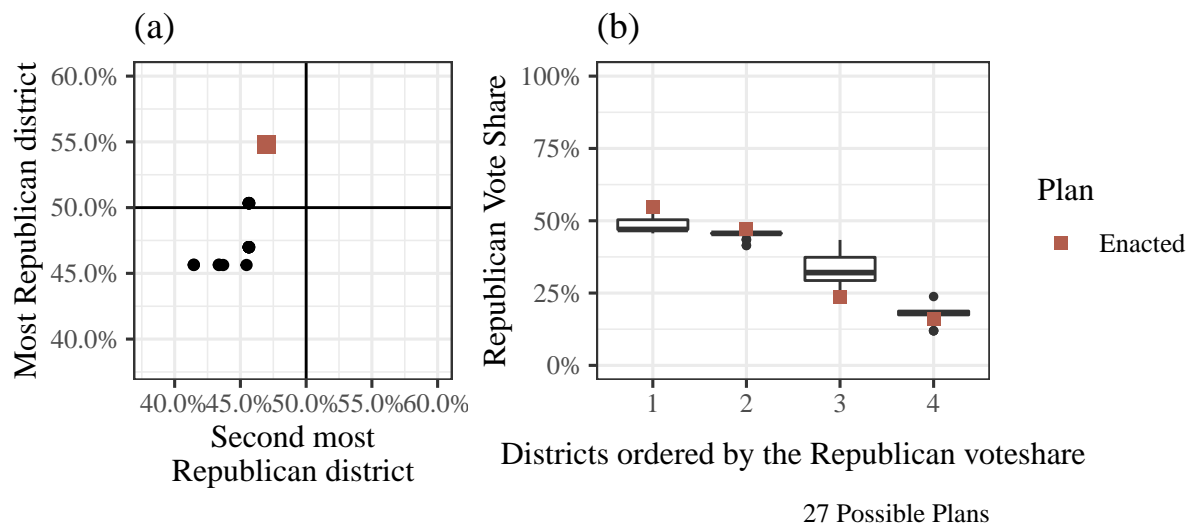 (a)
Most Republican district
60.0%
55.0%
50.0%
45.0%
40.0%
40.0%
45.0%
50.0%
55.0%
60.0%
Second most
Republican district
(b)
Republican Vote Share
100%
75%
50%
25%
0%
1
2
3
4
Districts ordered by the Republican voteshare
Plan
Enacted
27 Possible Plans